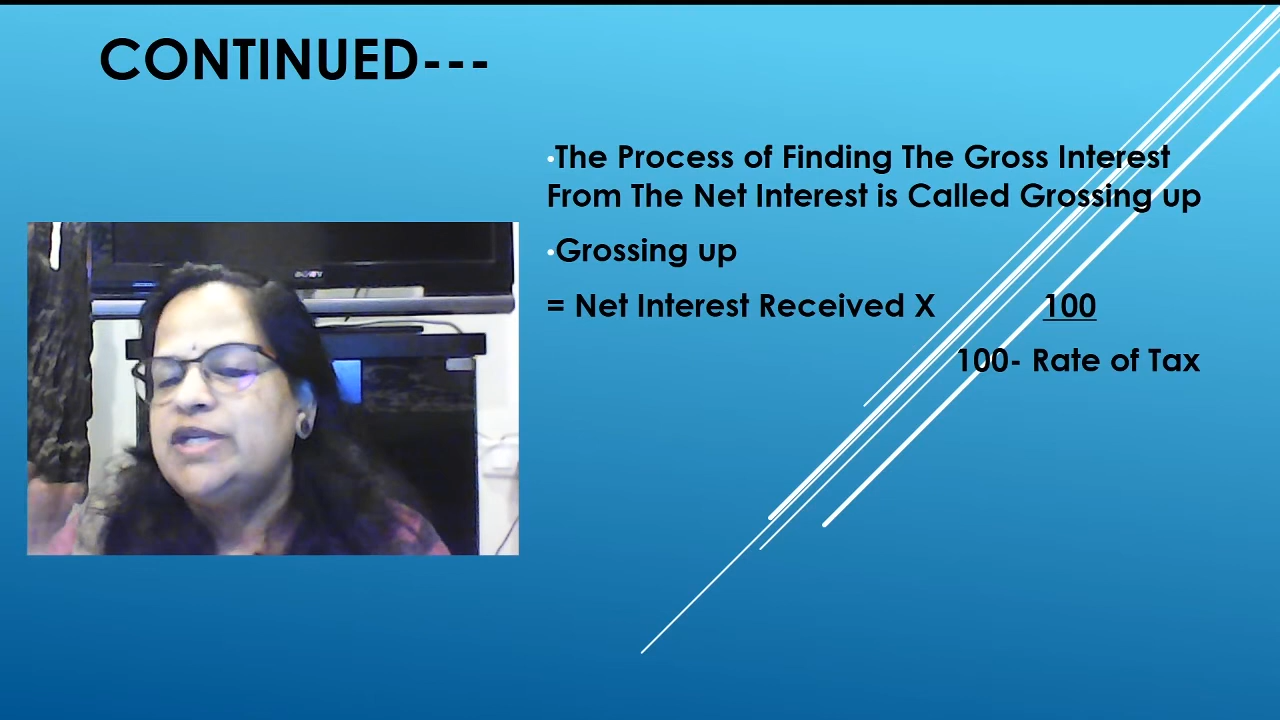 CONTINUED---
•The Process of Finding The Gross Interest
From The Net Interest is Called Grossing up
•Grossing up
= Net Interest Received X 100
100- Rate of Tax
SONY